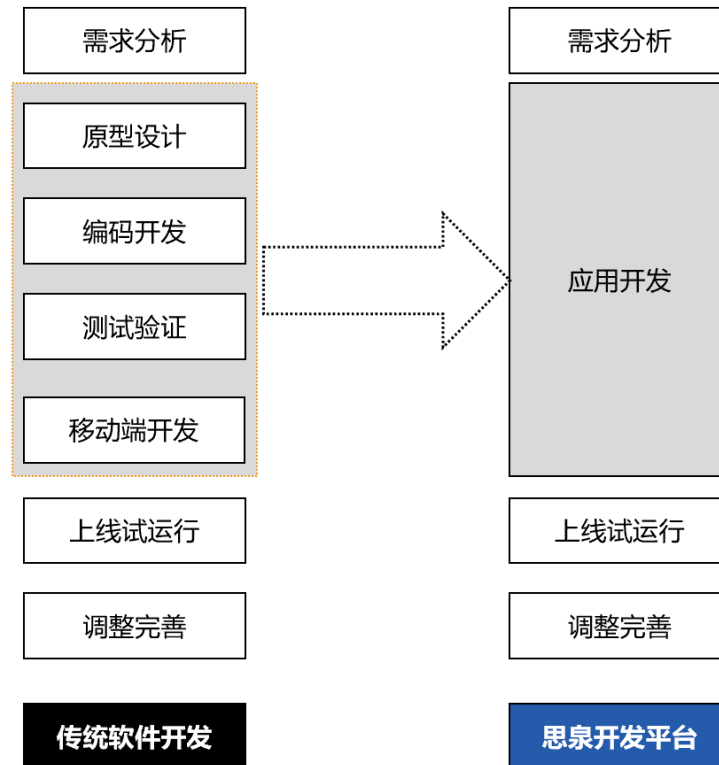 需求分析
原型设计
编码开发
测试验证
移动端开发
上线试运行
调整完善
传统软件开发
需求分析
应用开发
上线试运行
调整完善
思泉开发平台